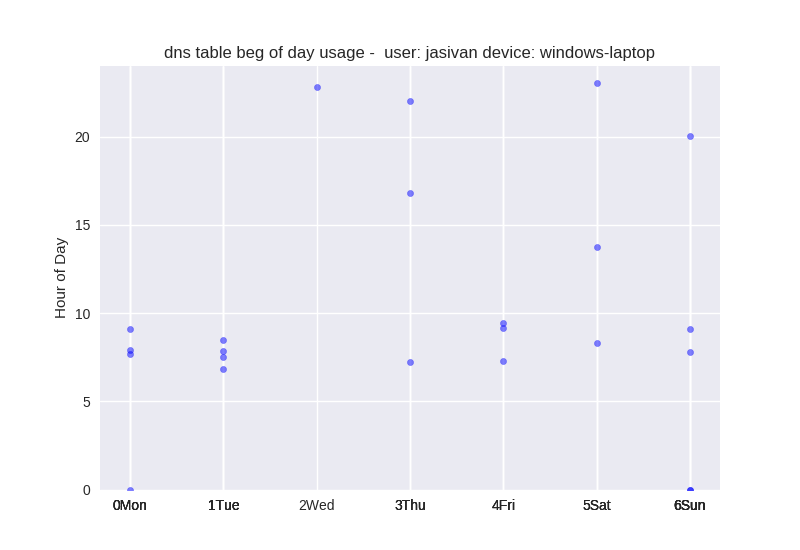 dns table beg of day usage -  user: jasivan device: windows-laptop
Hour of Day
20
15
10
5
0
0Mon 1Tue 2Wed 3Thu 4Fri 5Sat 6Sun